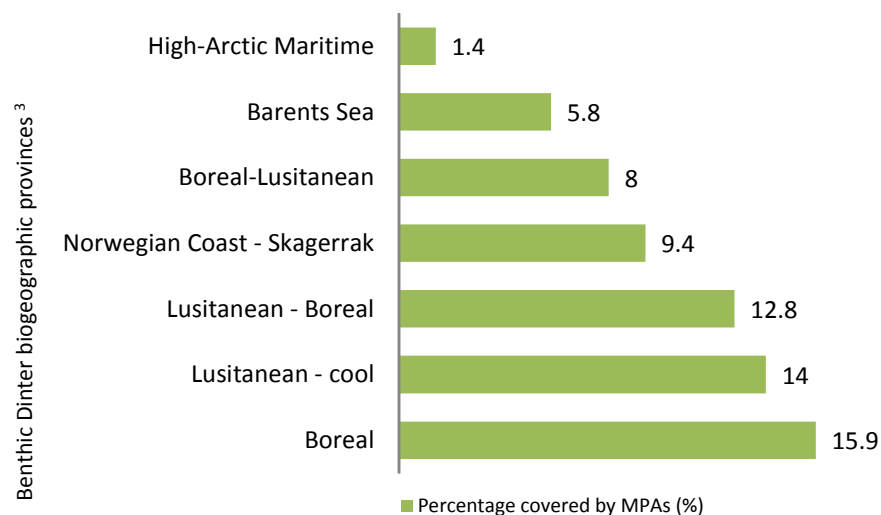 Benthic Dinter biogeographic provinces ³
High-Arctic Maritime 1.4
Barents Sea 5.8
Boreal-Lusitanean 8
Norwegian Coast - Skagerrak 9.4
Lusitanean - Boreal 12.8
Lusitanean - cool 14
Boreal 15.9
Percentage covered by MPAs (%)